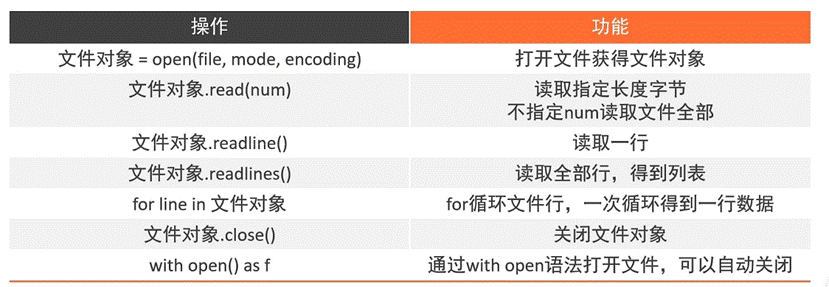 操作 功能
文件对象 = open(file, mode, encoding) 打开文件获得文件对象
文件对象.read(num) 读取指定长度字节
不指定num读取文件全部
文件对象.readline() 读取一行
文件对象.readlines() 读取全部行，得到列表
for line in 文件对象 for循环文件行，一次循环得到一行数据
文件对象.close() 关闭文件对象
with open() as f 通过with open语法打开文件，可以自动关闭